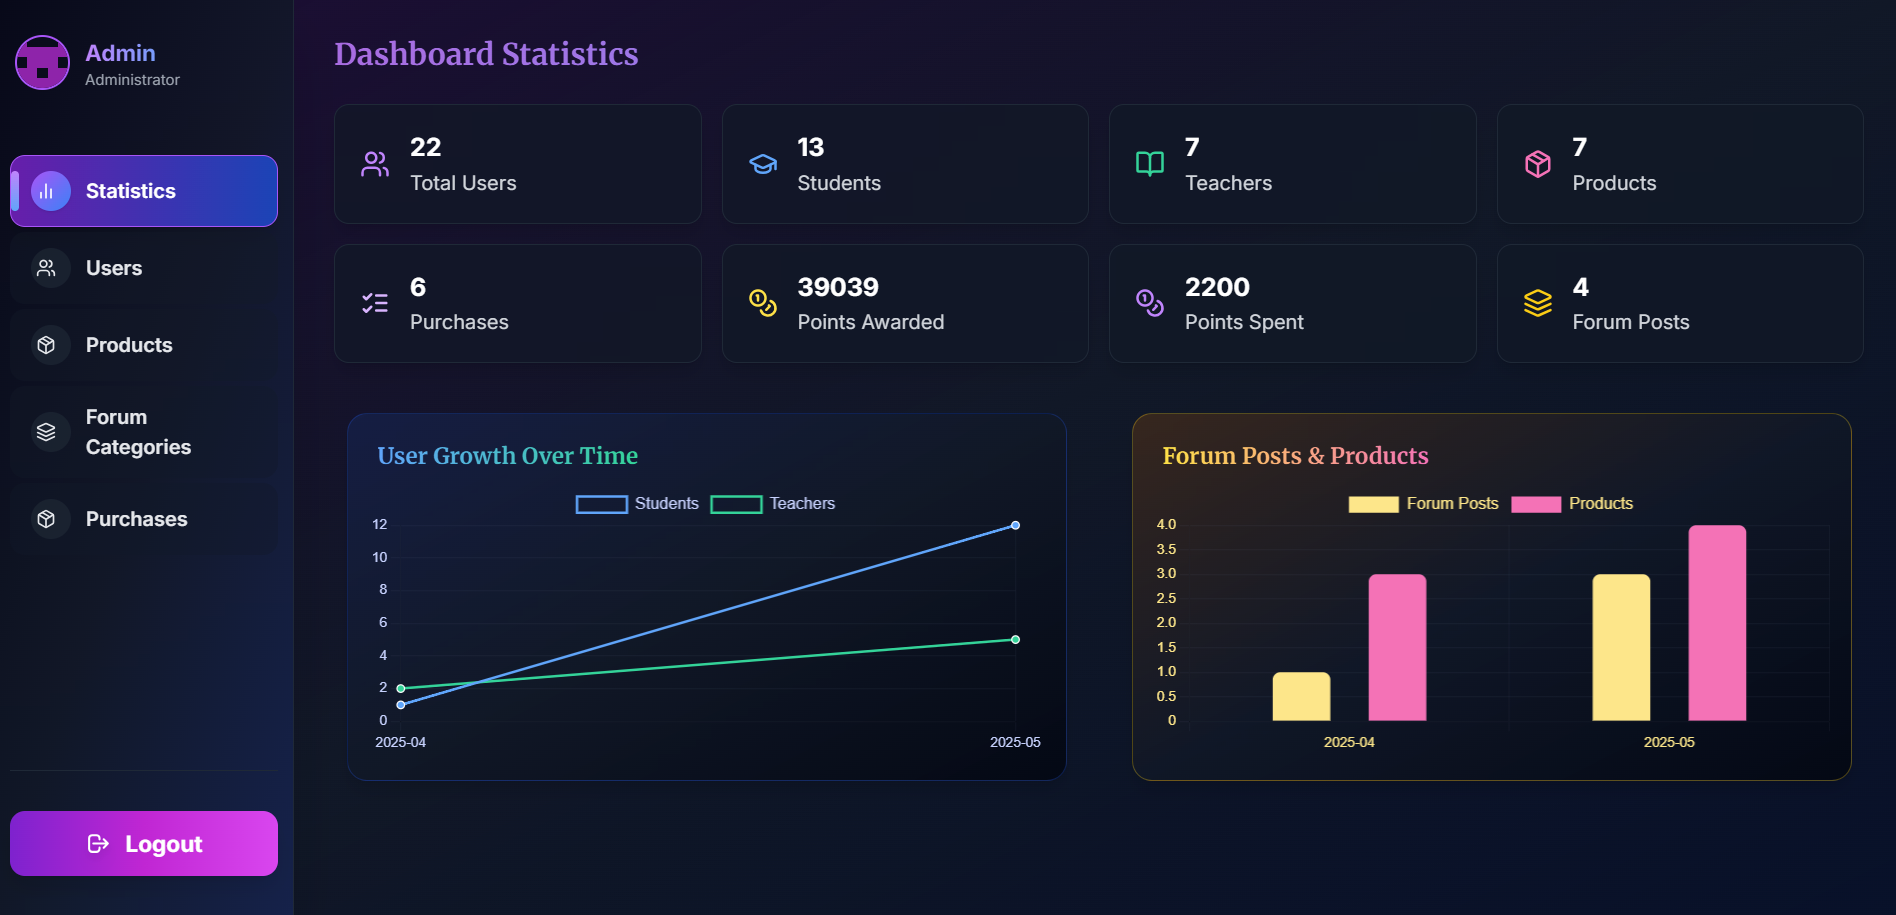 Admin
Administrator
Statistics
Users
Products
Forum
Categories
Purchases
Logout
Dashboard Statistics
22
Total Users
13
Students
7
Teachers
7
Products
6
Purchases
39039
Points Awarded
2200
Points Spent
4
Forum Posts
User Growth Over Time
Students Teachers
12
10
8
6
4
2
0
2025-04 2025-05
Forum Posts & Products
Forum Posts Products
4.0
3.5
3.0
2.5
2.0
1.5
1.0
0.5
0
2025-04 2025-05